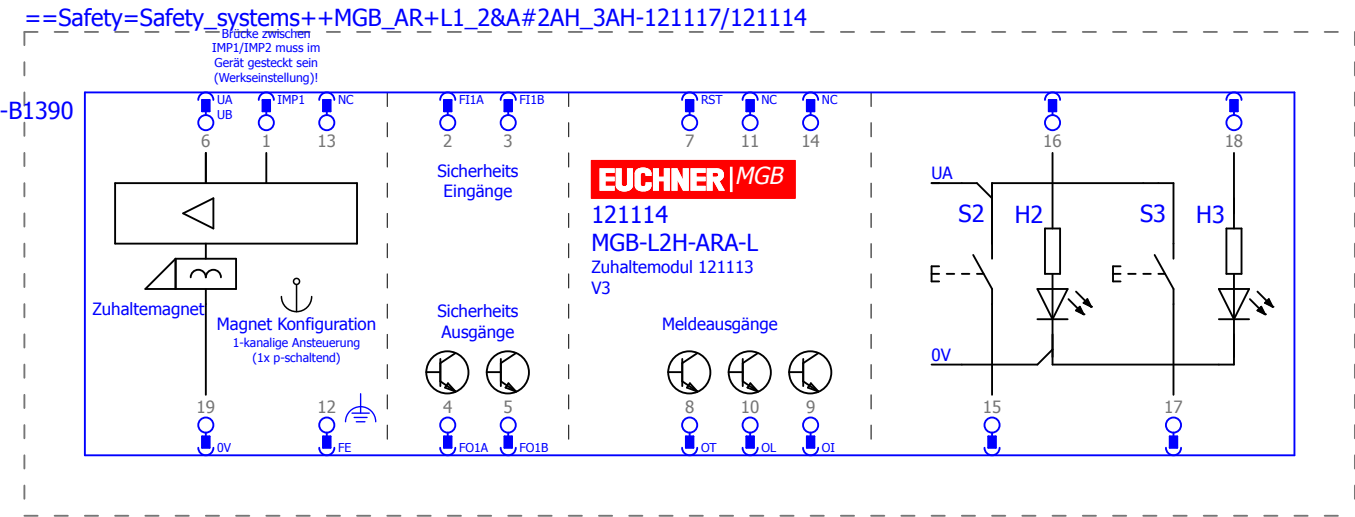 ==Safety=Safety_systems++MGB_AR+L1_2&A#2AH_3AH-121117/121114
Brücke zwischen
IMP1/IMP2 muss im
Gerät gesteckt sein
(Werkseinstellung)!
-B1390
UA
UB
IMP1
NC
FI1A
FI1B
RST
NC
NC
6
1
13
2
3
7
11
14
16
18
Sicherheits
Eingänge
EUCHNER|MGB
121114
MGB-L2H-ARA-L
Zuhaltemodul 121113
V3
UA
S2
H2
S3
H3
E
E
Zuhaltemagnet
Magnet Konfiguration
1-kanalige Ansteuerung
(1x p-schaltend)
Sicherheits
Ausgänge
Meldeausgänge
0V
19
12
4
5
8
10
9
15
17
0V
FE
FO1A
FO1B
OT
OL
OI